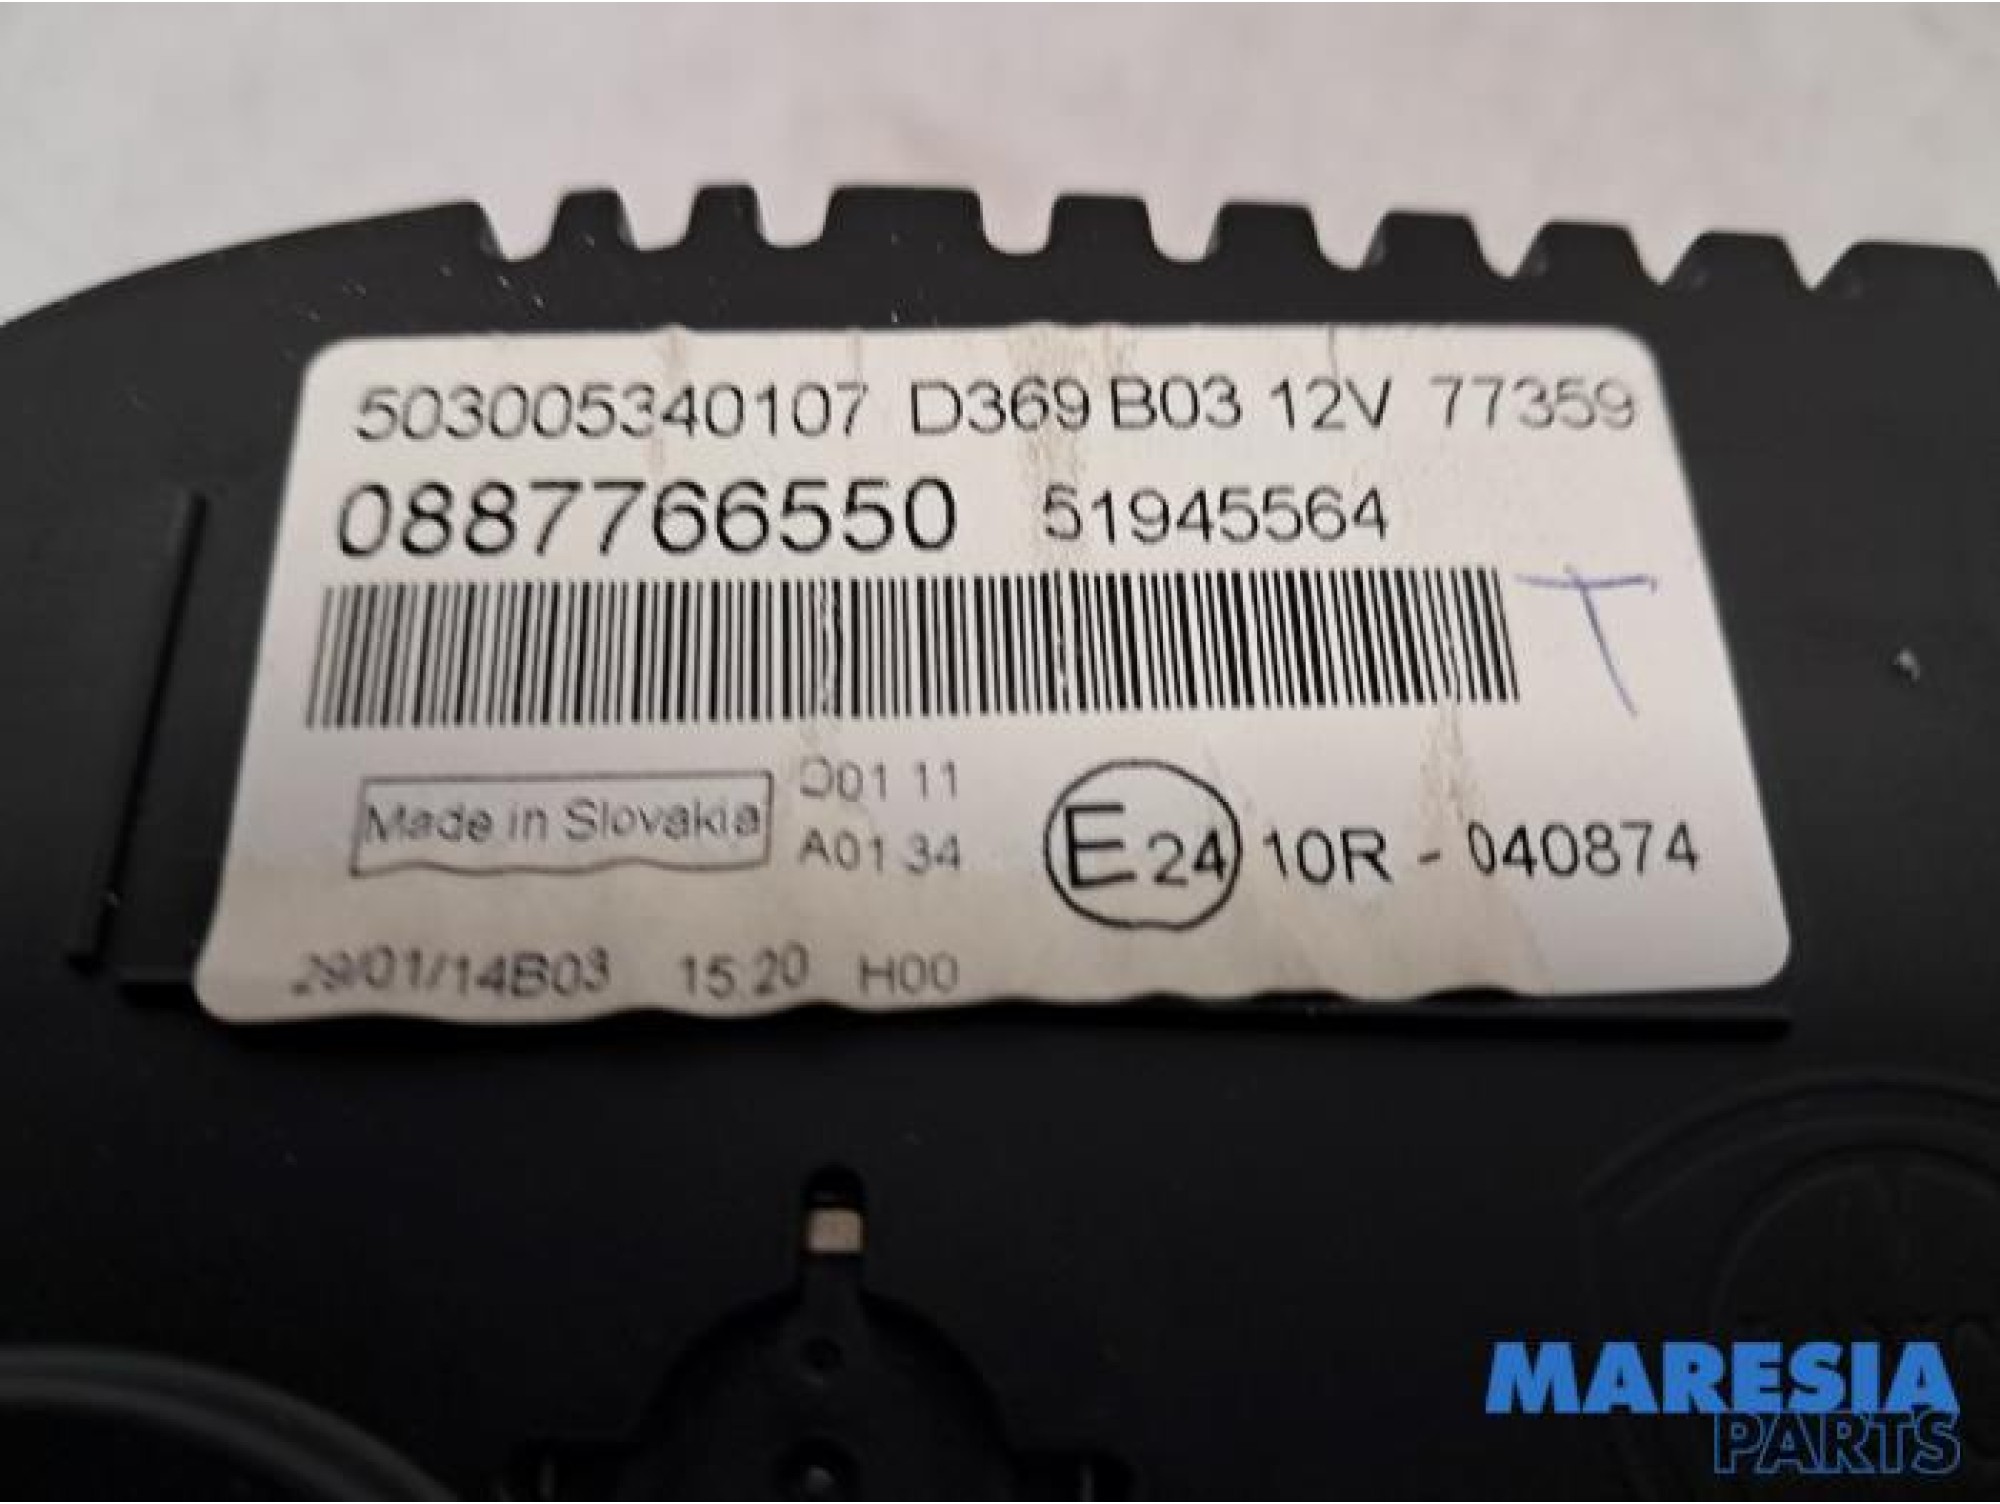 503005340107 D369 B03 12V 77359
0887766550 51945564
T
Made in Slovakia
D01 11
A01 34
E24 10R - 040874
29/01/14B03 15:20 H00
MARESIA
PARTS